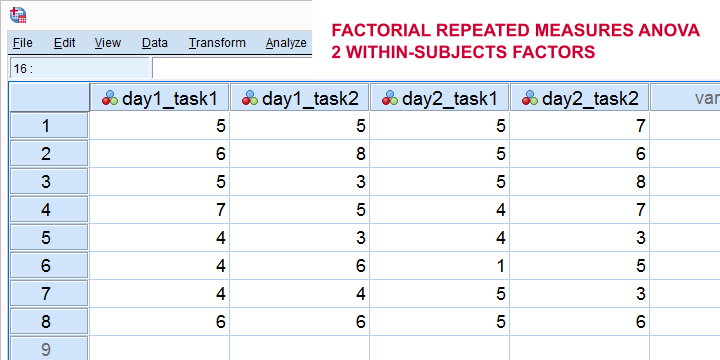 FACTORIAL REPEATED MEASURES ANOVA
2 WITHIN-SUBJECTS FACTORS
File Edit View Data Transform Analyze
16 :
day1_task1 day1_task2 day2_task1 day2_task2 var
1 5 5 5 7
2 6 8 5 6
3 5 3 5 8
4 7 5 4 7
5 4 4 4 3
6 4 6 1 5
7 4 4 5 3
8 6 6 5 6
9